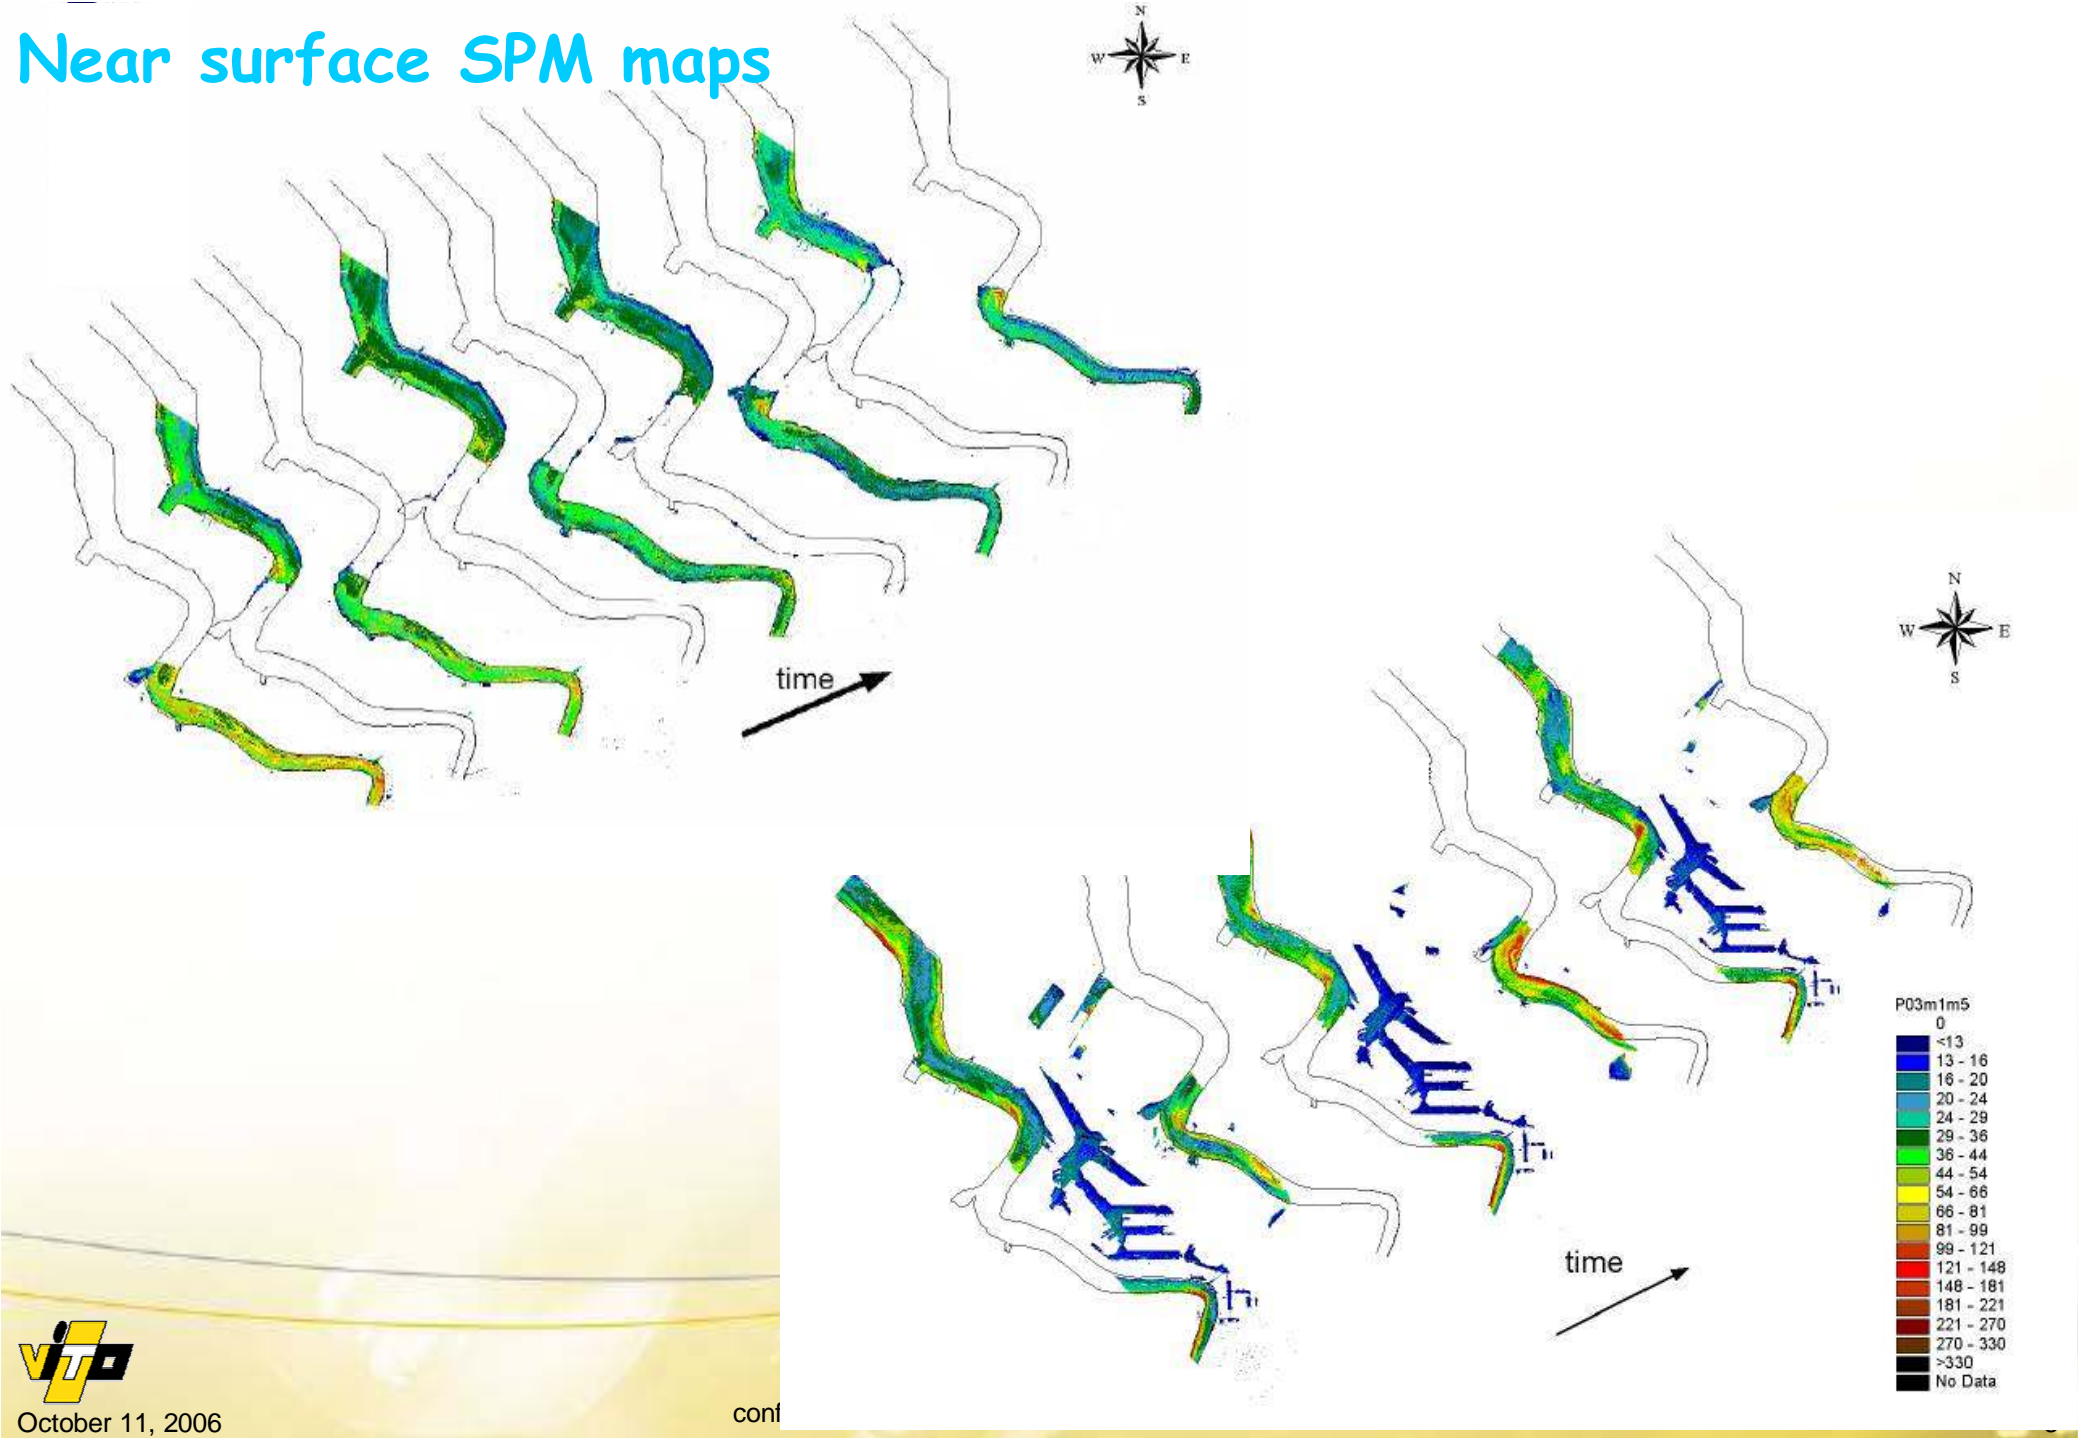 Near surface SPM maps
N
W E
S
time
N
W E
S
P03m1m5
0
<13
13 - 16
16 - 20
20 - 24
24 - 29
29 - 36
36 - 44
44 - 54
54 - 66
66 - 81
81 - 99
99 - 121
121 - 148
148 - 181
181 - 221
221 - 270
270 - 330
>330
No Data
time
vito
October 11, 2006
conf